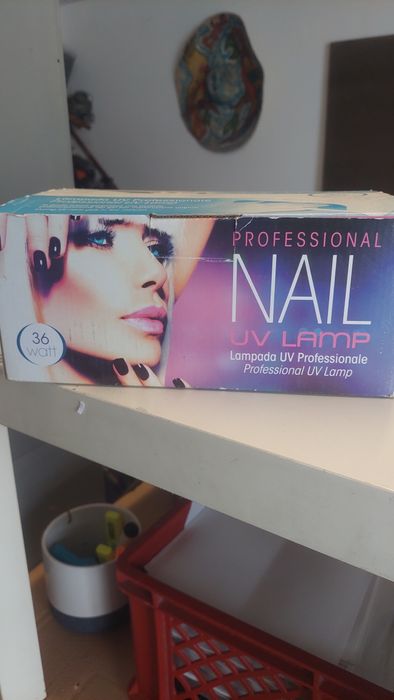 PROFESSIONAL
NAIL
UV LAMP
Lampada UV Professionale
Professional UV Lamp
36
watt